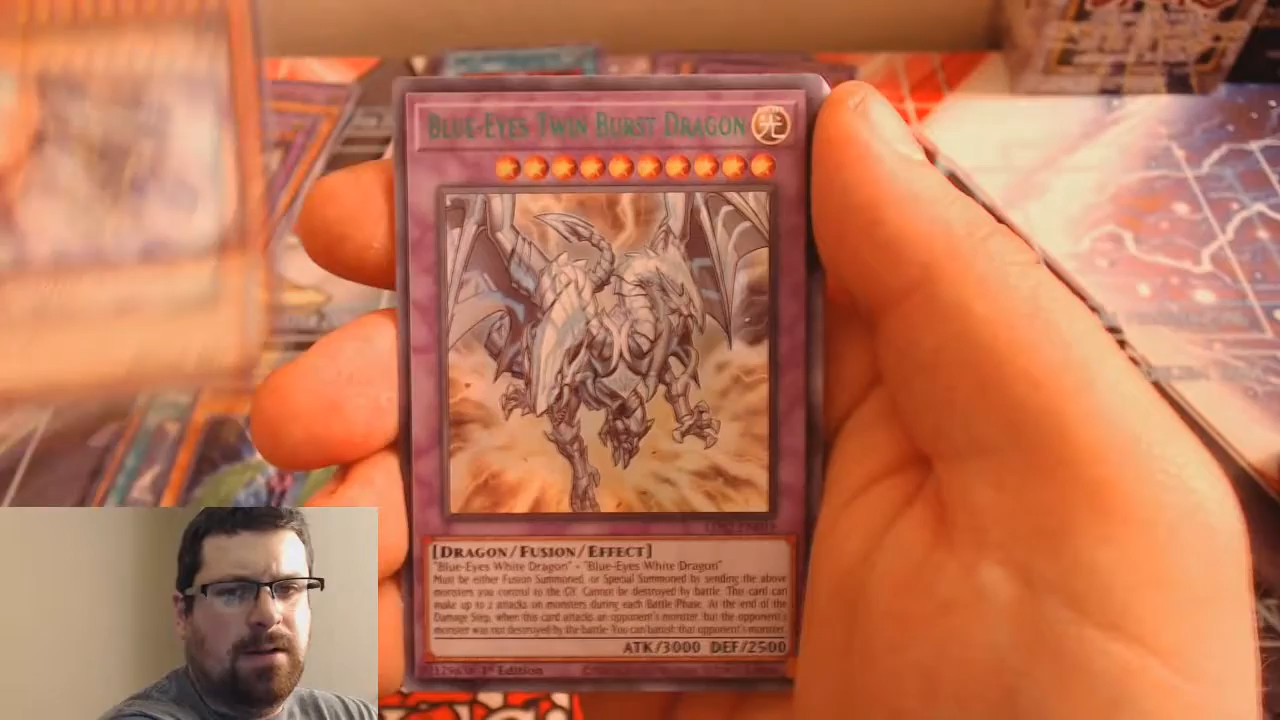 BLUE-EYES TWIN BURST DRAGON
光
[DRAGON/FUSION/EFFECT]
"Blue-Eyes White Dragon" + "Blue-Eyes White Dragon"
Must be either Fusion Summoned, or Special Summoned by sending the above
monsters you control to the GY. Cannot be destroyed by battle. This card can
make up to 2 attacks on monsters during each Battle Phase. At the end of the
Damage Step, when this card attacks an opponent's monster, but the opponent's
monster was not destroyed by the battle: You can banish that opponent's monster.
ATK/3000 DEF/2500
1st Edition